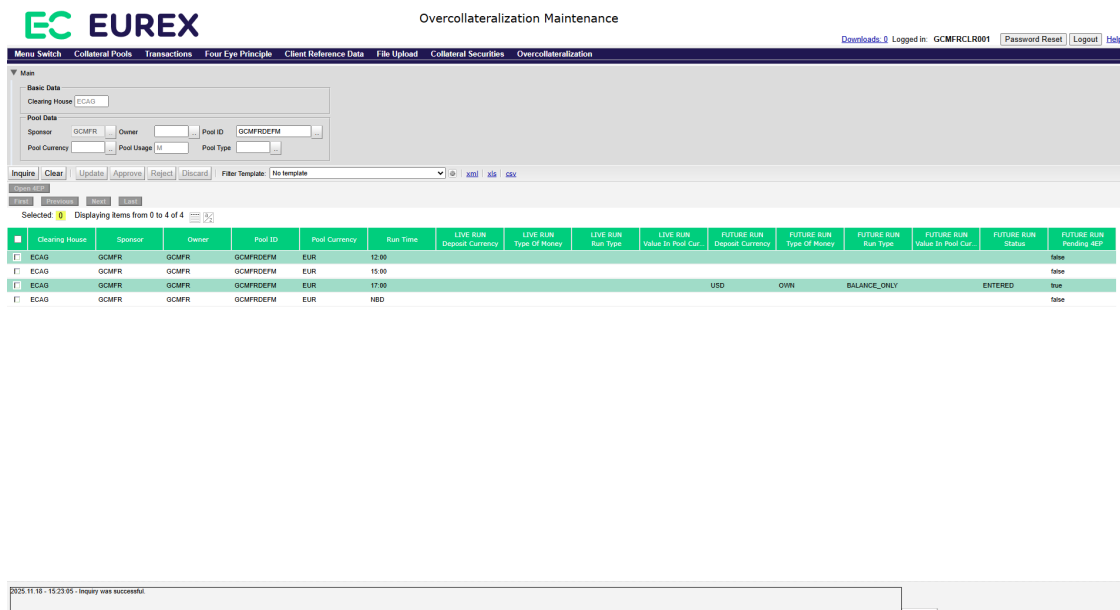 EC EUREX
Overcollateralization Maintenance
Downloads: 0 Logged in: GCMFRCLR001 Password Reset Logout Help
Menu Switch Collateral Pools Transactions Four Eye Principle Client Reference Data File Upload Collateral Securities Overcollateralization
Main
Basic Data
Clearing House ECAG
Pool Data
Sponsor GCMFR ... Owner ... Pool ID GCMFRDEFM ...
Pool Currency ... Pool Usage M Pool Type ...
Inquire Clear Update Approve Reject Discard Filter Template: No template xml xls csv
Open 4EP
First Previous Next Last
Selected: 0 Displaying items from 0 to 4 of 4
Clearing House Sponsor Owner Pool ID Pool Currency Run Time LIVE RUN Deposit Currency LIVE RUN Type Of Money LIVE RUN Run Type LIVE RUN Value In Pool Cur... FUTURE RUN Deposit Currency FUTURE RUN Type Of Money FUTURE RUN Run Type FUTURE RUN Value In Pool Cur... FUTURE RUN Status FUTURE RUN Pending 4EP
ECAG GCMFR GCMFR GCMFRDEFM EUR 12:00 false
ECAG GCMFR GCMFR GCMFRDEFM EUR 15:00 false
ECAG GCMFR GCMFR GCMFRDEFM EUR 17:00 USD OWN BALANCE_ONLY ENTERED true
ECAG GCMFR GCMFR GCMFRDEFM EUR NBD false
2025.11.18 - 15:23:05 - Inquiry was successful.